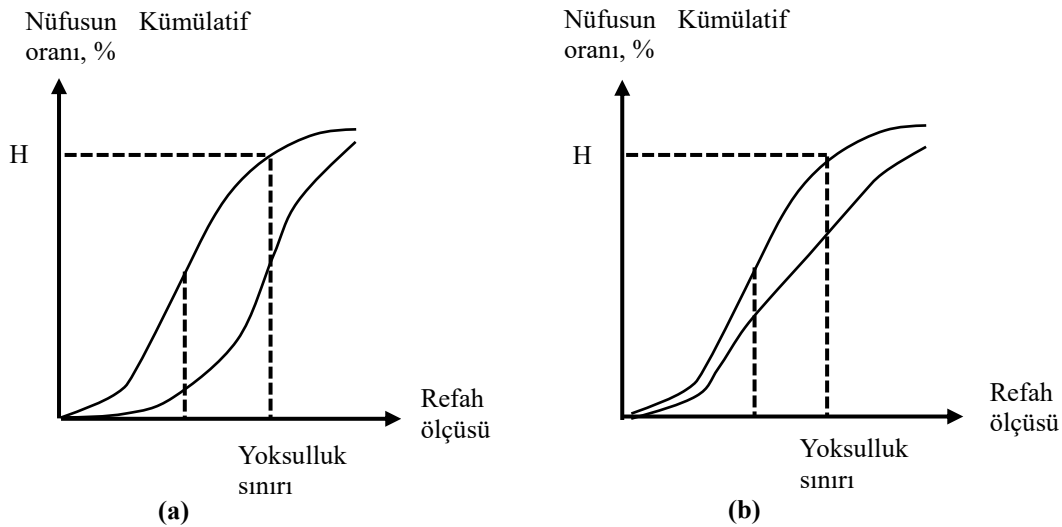 Nüfusun Kümülatif
oranı, %
H
Refah
ölçüsü
Yoksulluk
sınırı
(a)
Nüfusun Kümülatif
oranı, %
H
Refah
ölçüsü
Yoksulluk
sınırı
(b)